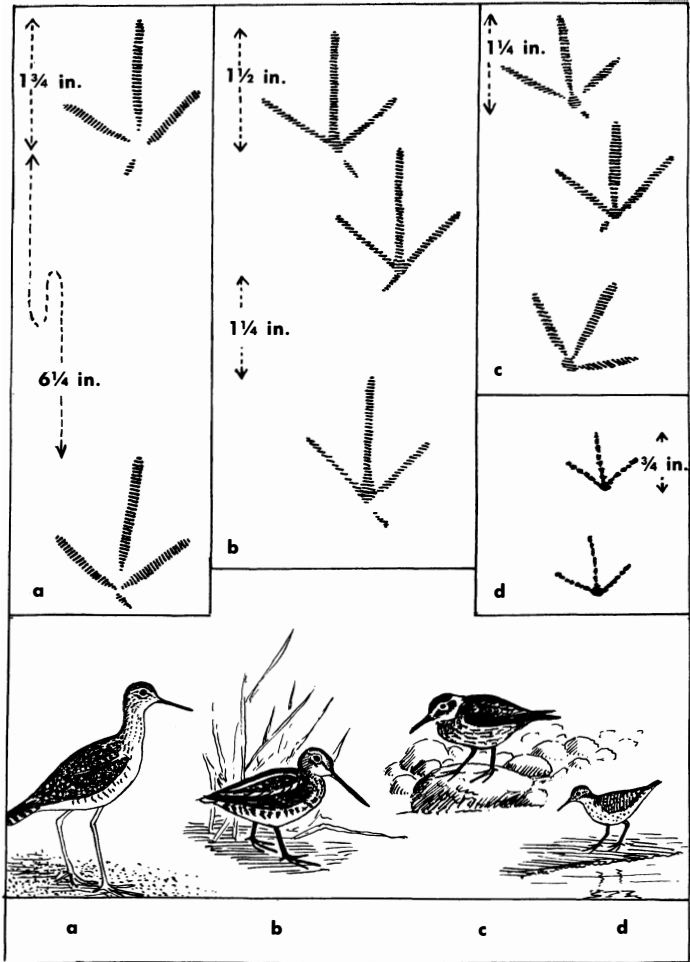 1¾ in.
6¼ in.
a
1½ in.
1¼ in.
b
1¼ in.
c
¾ in.
d
a b c d